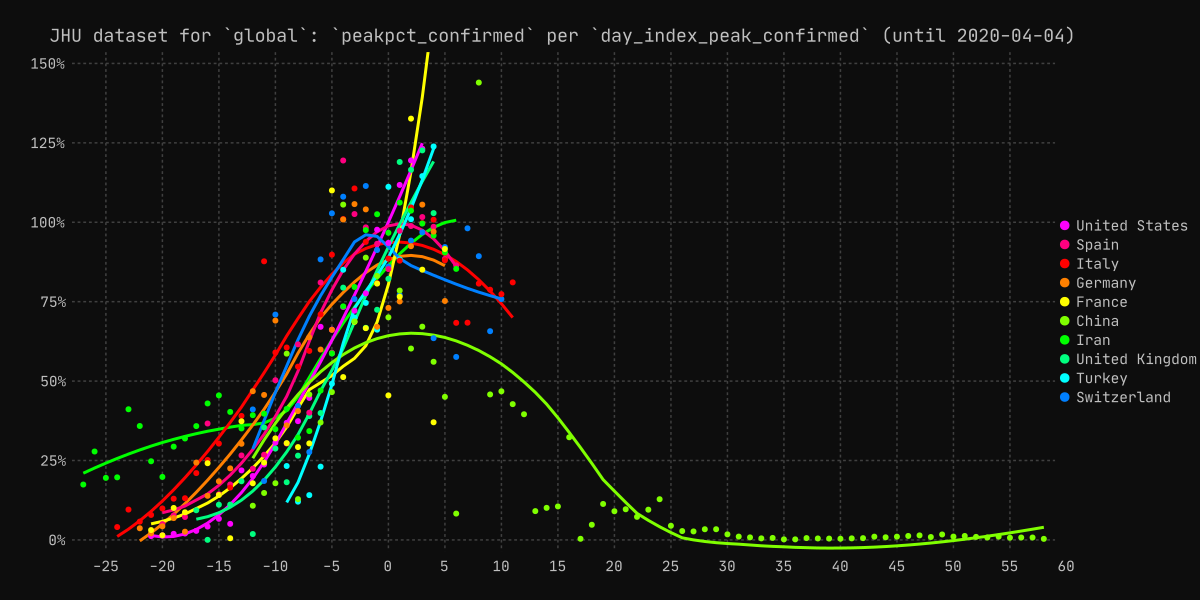 JHU dataset for `global`: `peakpct_confirmed` per `day_index_peak_confirmed` (until 2020-04-04)
150%
125%
100%
75%
50%
25%
0%
-25 -20 -15 -10 -5 0 5 10 15 20 25 30 35 40 45 50 55 60
United States
Spain
Italy
Germany
France
China
Iran
United Kingdom
Turkey
Switzerland